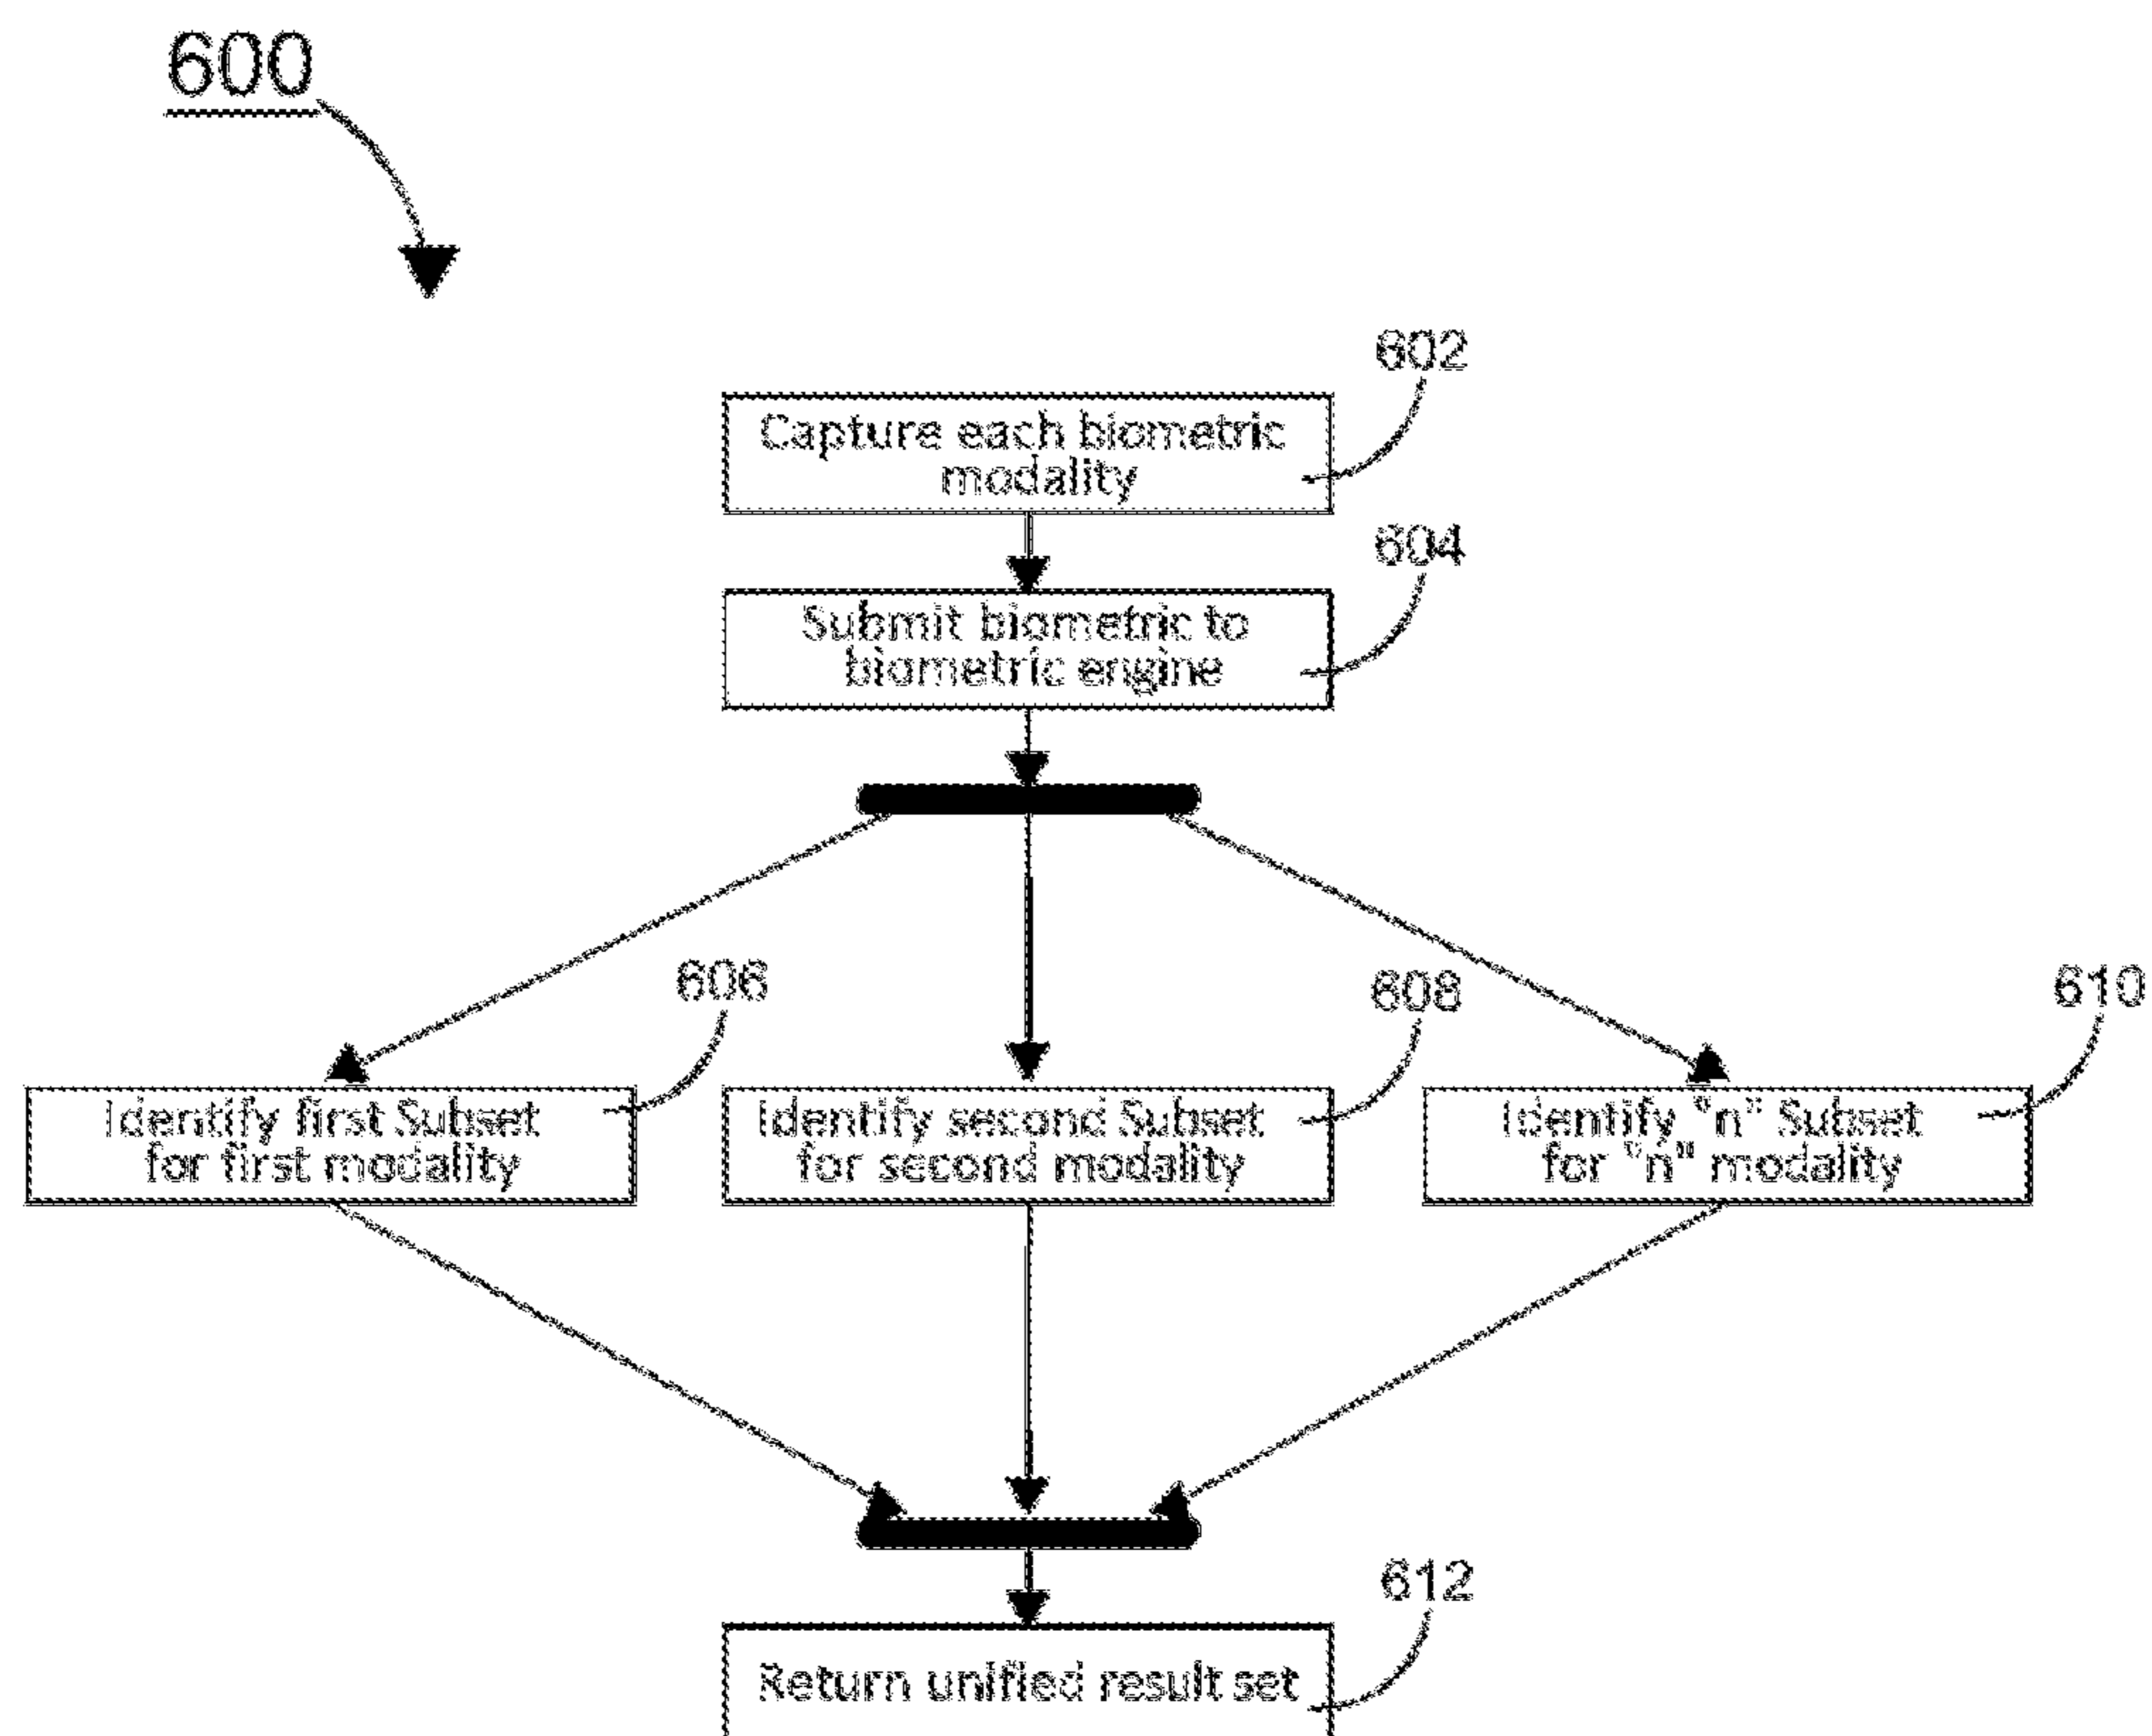 600
602
Capture each biometric
modality
604
Submit biometric to
biometric engine
606
608
610
Identify first Subset
for first modality
Identify second Subset
for second modality
Identify "n" Subset
for "n" modality
612
Return unified result set